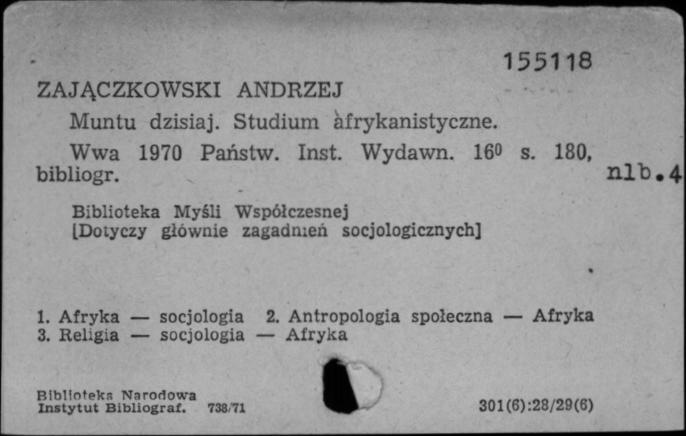 155118
ZAJĄCZKOWSKI ANDRZEJ
Muntu dzisiaj. Studium afrykanistyczne.
Wwa 1970 Państw. Inst. Wydawn. 16⁰ s. 180,
bibliogr. nlb.4
Biblioteka Myśli Współczesnej
[Dotyczy głównie zagadnień socjologicznych]
1. Afryka — socjologia 2. Antropologia społeczna — Afryka
3. Religia — socjologia — Afryka
Biblioteka Narodowa
Instytut Bibliograf. 738/71
301(6):28/29(6)